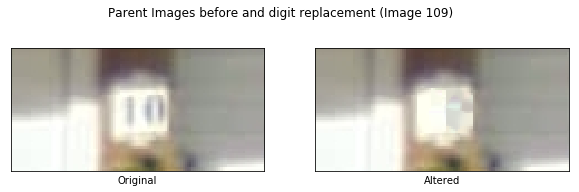 Parent Images before and digit replacement (Image 109)
10
Original
Altered